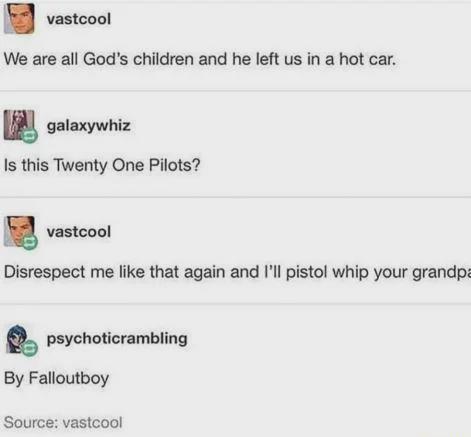 vastcool
We are all God's children and he left us in a hot car.
galaxywhiz
Is this Twenty One Pilots?
vastcool
Disrespect me like that again and I'll pistol whip your grandpa
psychoticrambling
By Falloutboy
Source: vastcool